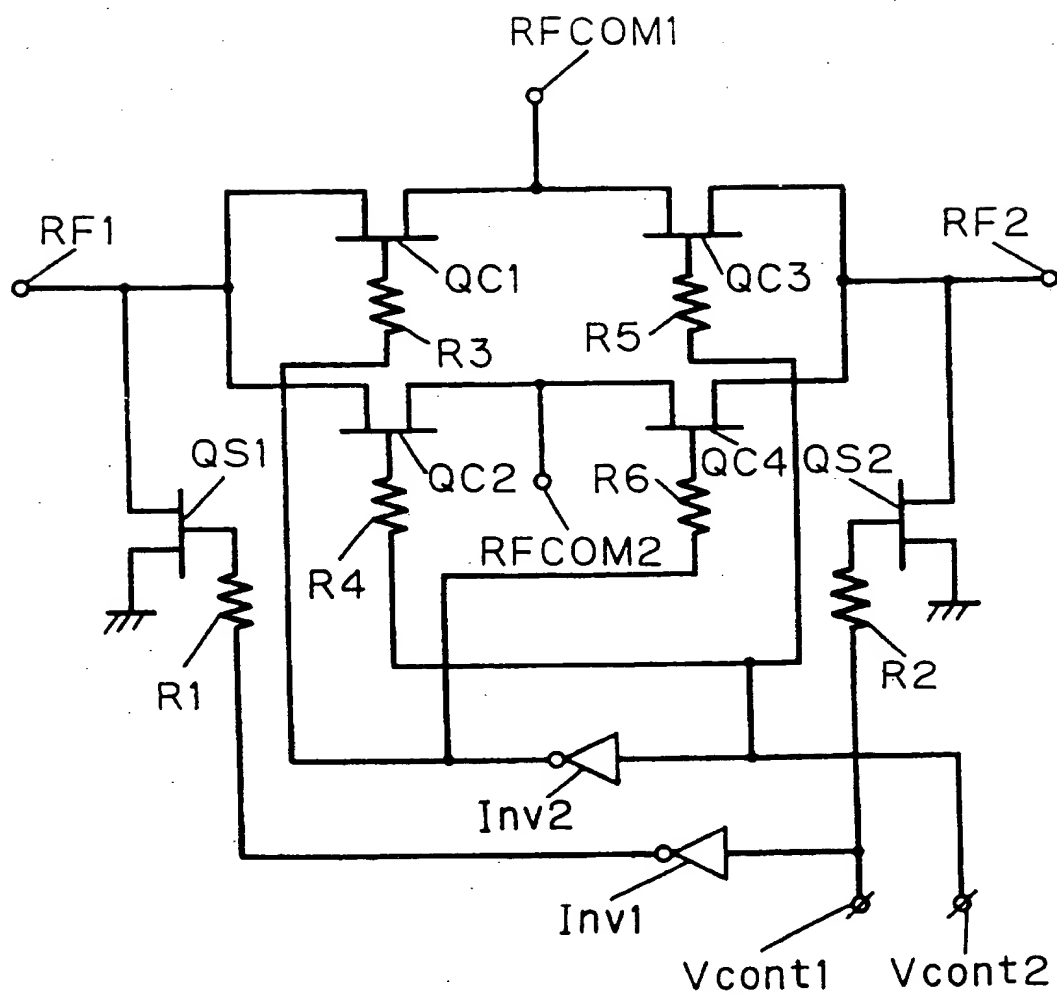 RFCOM1
RF1
RF2
QC1
QC3
R3
R5
QS1
QC2
R6
QC4
QS2
R4
RFCOM2
R1
R2
Inv2
Inv1
Vcont1
Vcont2